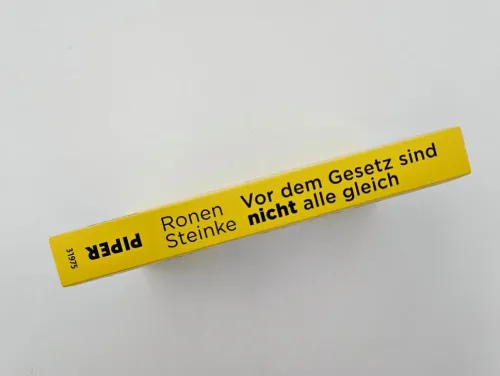 31975
PIPER
Ronen
Steinke
Vor dem Gesetz sind
nicht alle gleich